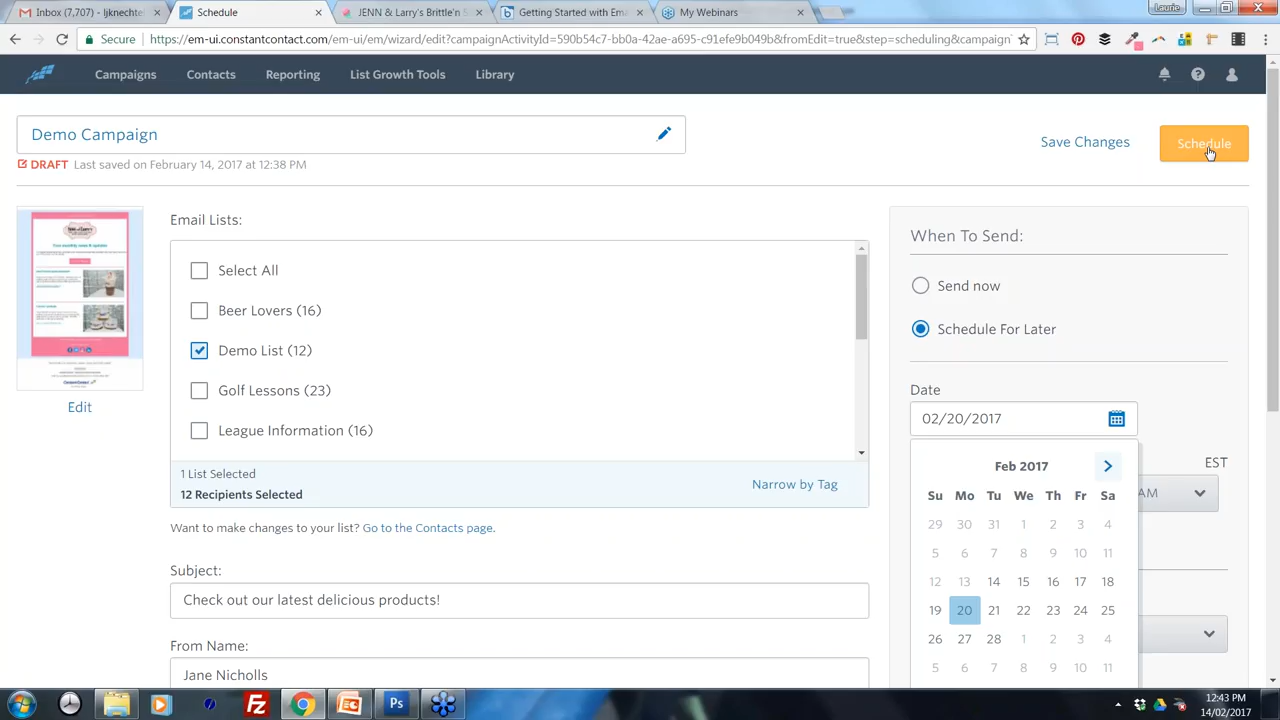 Inbox (7,707) - ljknechte
Schedule
JENN & Larry's Brittle'n S
Getting Started with Ema
My Webinars
Laurie
Secure
https://em-ui.constantcontact.com/em-ui/em/wizard/edit?campaignActivityId=590b54c7-bb0a-42ae-a695-c91efe9b049b&fromEdit=true&step=scheduling&campaign
Campaigns
Contacts
Reporting
List Growth Tools
Library
Demo Campaign
Save Changes
Schedule
DRAFT Last saved on February 14, 2017 at 12:38 PM
Edit
Email Lists:
Select All
Beer Lovers (16)
Demo List (12)
Golf Lessons (23)
League Information (16)
1 List Selected
12 Recipients Selected
Narrow by Tag
Want to make changes to your list? Go to the Contacts page.
Subject:
Check out our latest delicious products!
From Name:
Jane Nicholls
When To Send:
Send now
Schedule For Later
Date
02/20/2017
EST
AM
Feb 2017
Su Mo Tu We Th Fr Sa
29 30 31 1 2 3 4
5 6 7 8 9 10 11
12 13 14 15 16 17 18
19 20 21 22 23 24 25
26 27 28 1 2 3 4
5 6 7 8 9 10 11
12:43 PM
14/02/2017